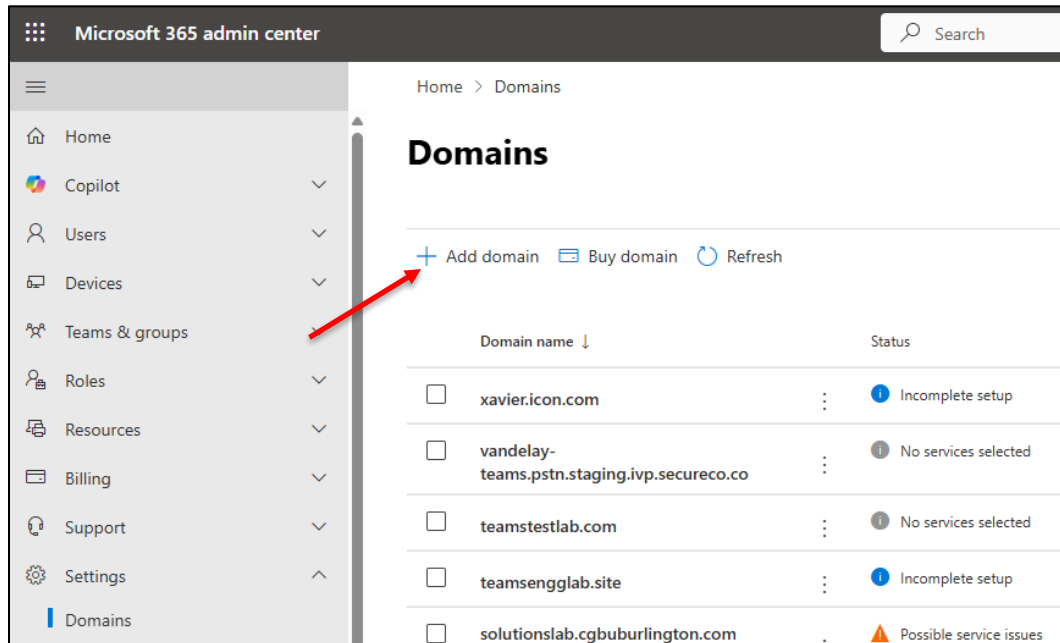 Microsoft 365 admin center
Search
Home > Domains
Home
Copilot
Users
Devices
Teams & groups
Roles
Resources
Billing
Support
Settings
Domains
Domains
Add domain Buy domain Refresh
Domain name ↓ Status
xavier.icon.com Incomplete setup
vandelay- No services selected
teams.pstn.staging.ivp.secureco.co
teamstestlab.com No services selected
teamsengglab.site Incomplete setup
solutionslab.cgbuburlington.com Possible service issues